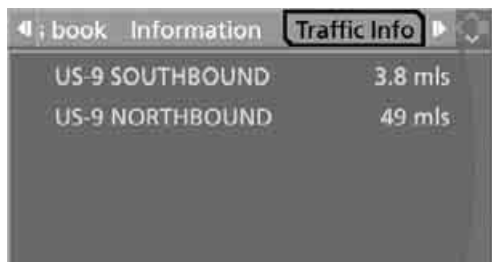 s book Information Traffic Info
US-9 SOUTHBOUND 3.8 mls
US-9 NORTHBOUND 49 mls